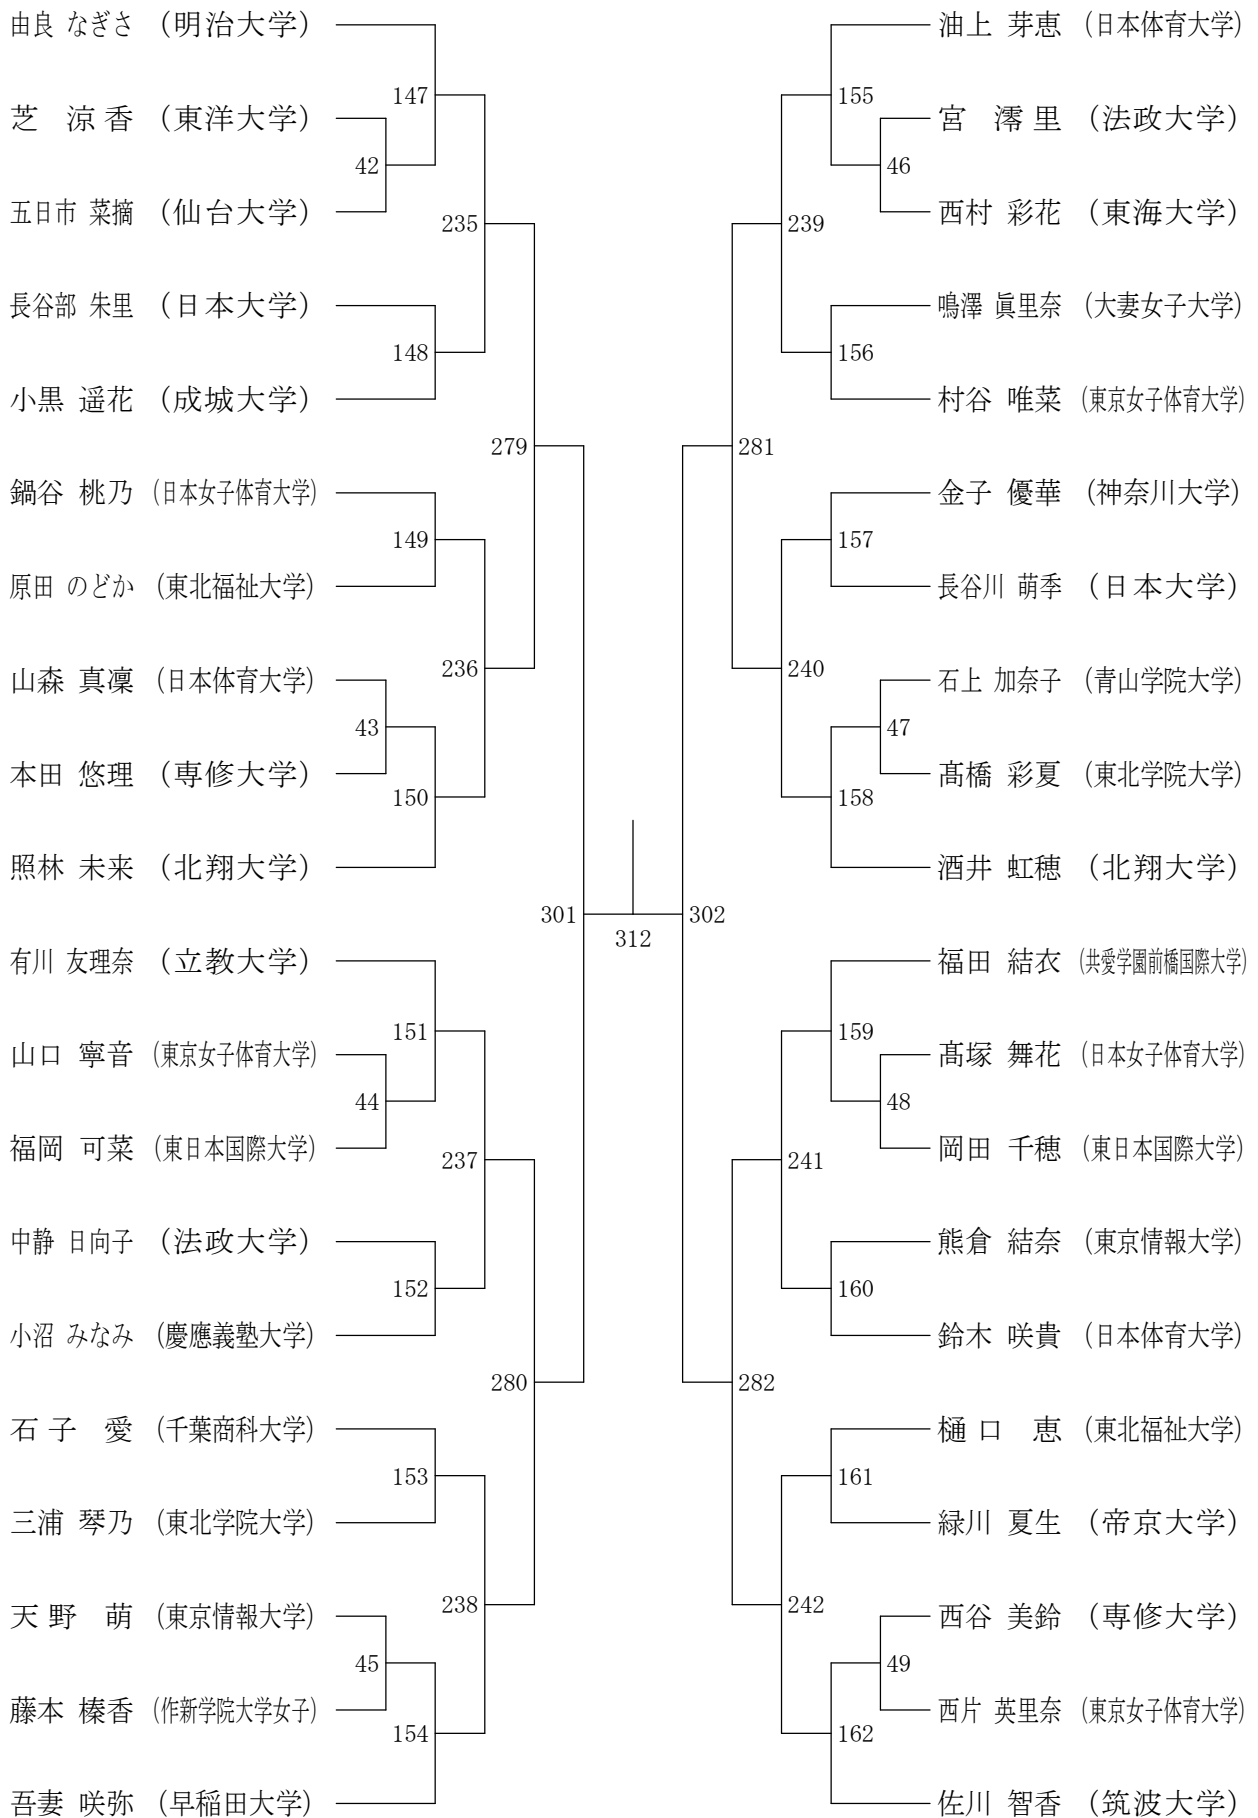 由良 なぎさ （明治大学）
芝　涼香 （東洋大学）
五日市 菜摘 （仙台大学）
長谷部 朱里 （日本大学）
小黒 遥花 （成城大学）
鍋谷 桃乃 （日本女子体育大学）
原田 のどか （東北福祉大学）
山森 真凜 （日本体育大学）
本田 悠理 （専修大学）
照林 未来 （北翔大学）
有川 友理奈 （立教大学）
山口 寧音 （東京女子体育大学）
福岡 可菜 （東日本国際大学）
中静 日向子 （法政大学）
小沼 みなみ （慶應義塾大学）
石子　愛 （千葉商科大学）
三浦 琴乃 （東北学院大学）
天野　萌 （東京情報大学）
藤本 榛香 （作新学院大学女子）
吾妻 咲弥 （早稲田大学）
42
43
44
45
147
148
149
150
151
152
153
154
235
236
237
238
279
280
301
312
302
281
282
239
240
241
242
155
156
157
158
159
160
161
162
46
47
48
49
油上 芽恵 （日本体育大学）
宮　澪里 （法政大学）
西村 彩花 （東海大学）
鳴澤 眞里奈 （大妻女子大学）
村谷 唯菜 （東京女子体育大学）
金子 優華 （神奈川大学）
長谷川 萌季 （日本大学）
石上 加奈子 （青山学院大学）
髙橋 彩夏 （東北学院大学）
酒井 虹穂 （北翔大学）
福田 結衣 （共愛学園前橋国際大学）
髙塚 舞花 （日本女子体育大学）
岡田 千穂 （東日本国際大学）
熊倉 結奈 （東京情報大学）
鈴木 咲貴 （日本体育大学）
樋口　恵 （東北福祉大学）
緑川 夏生 （帝京大学）
西谷 美鈴 （専修大学）
西片 英里奈 （東京女子体育大学）
佐川 智香 （筑波大学）